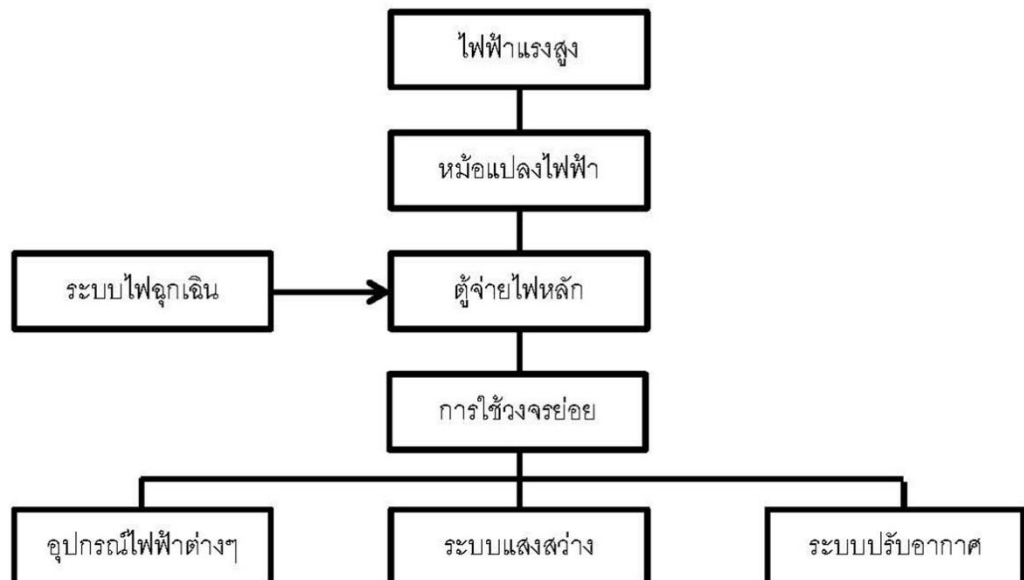 ไฟฟ้าแรงสูง
หม้อแปลงไฟฟ้า
ระบบไฟฉุกเฉิน
ตู้จ่ายไฟหลัก
การใช้วงจรย่อย
อุปกรณ์ไฟฟ้าต่างๆ
ระบบแสงสว่าง
ระบบปรับอากาศ